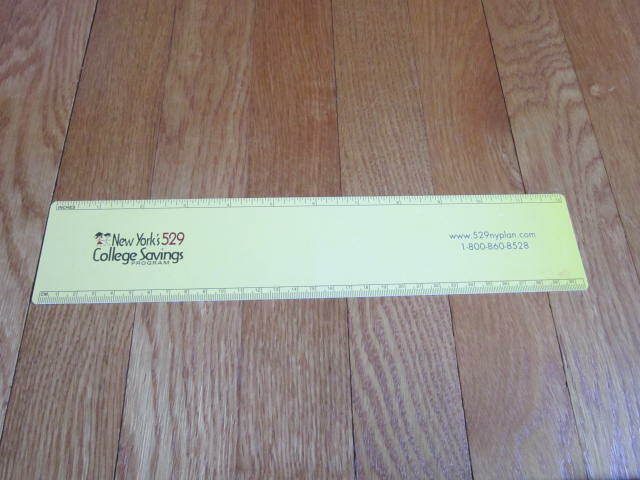 INCHES
New York's 529
College Savings
PROGRAM
www.529nyplan.com
1-800-860-8528
CM